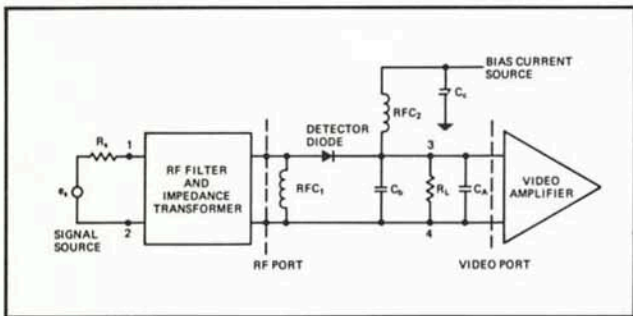 BIAS CURRENT
SOURCE
RFC₂
Cc
DETECTOR
DIODE
Rs
1
3
RF FILTER
AND
IMPEDANCE
TRANSFORMER
RFC₁
Cb
RL
CA
VIDEO
AMPLIFIER
es
2
4
SIGNAL
SOURCE
RF PORT
VIDEO PORT